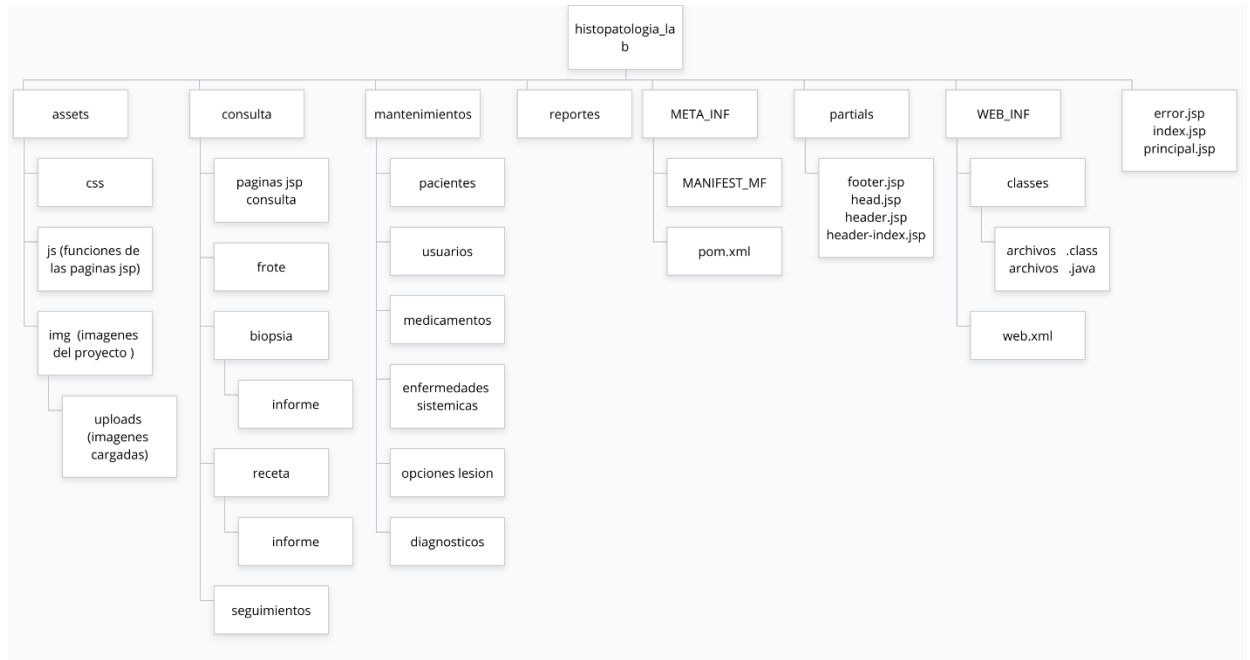 histopatologia_la
b
assets
consulta
mantenimientos
reportes
META_INF
partials
WEB_INF
error.jsp
index.jsp
principal.jsp
css
js (funciones de
las paginas jsp)
img (imagenes
del proyecto )
uploads
(imagenes
cargadas)
paginas jsp
consulta
frote
biopsia
informe
receta
informe
seguimientos
pacientes
usuarios
medicamentos
enfermedades
sistemicas
opciones lesion
diagnosticos
MANIFEST_MF
pom.xml
footer.jsp
head.jsp
header.jsp
header-index.jsp
classes
archivos .class
archivos .java
web.xml